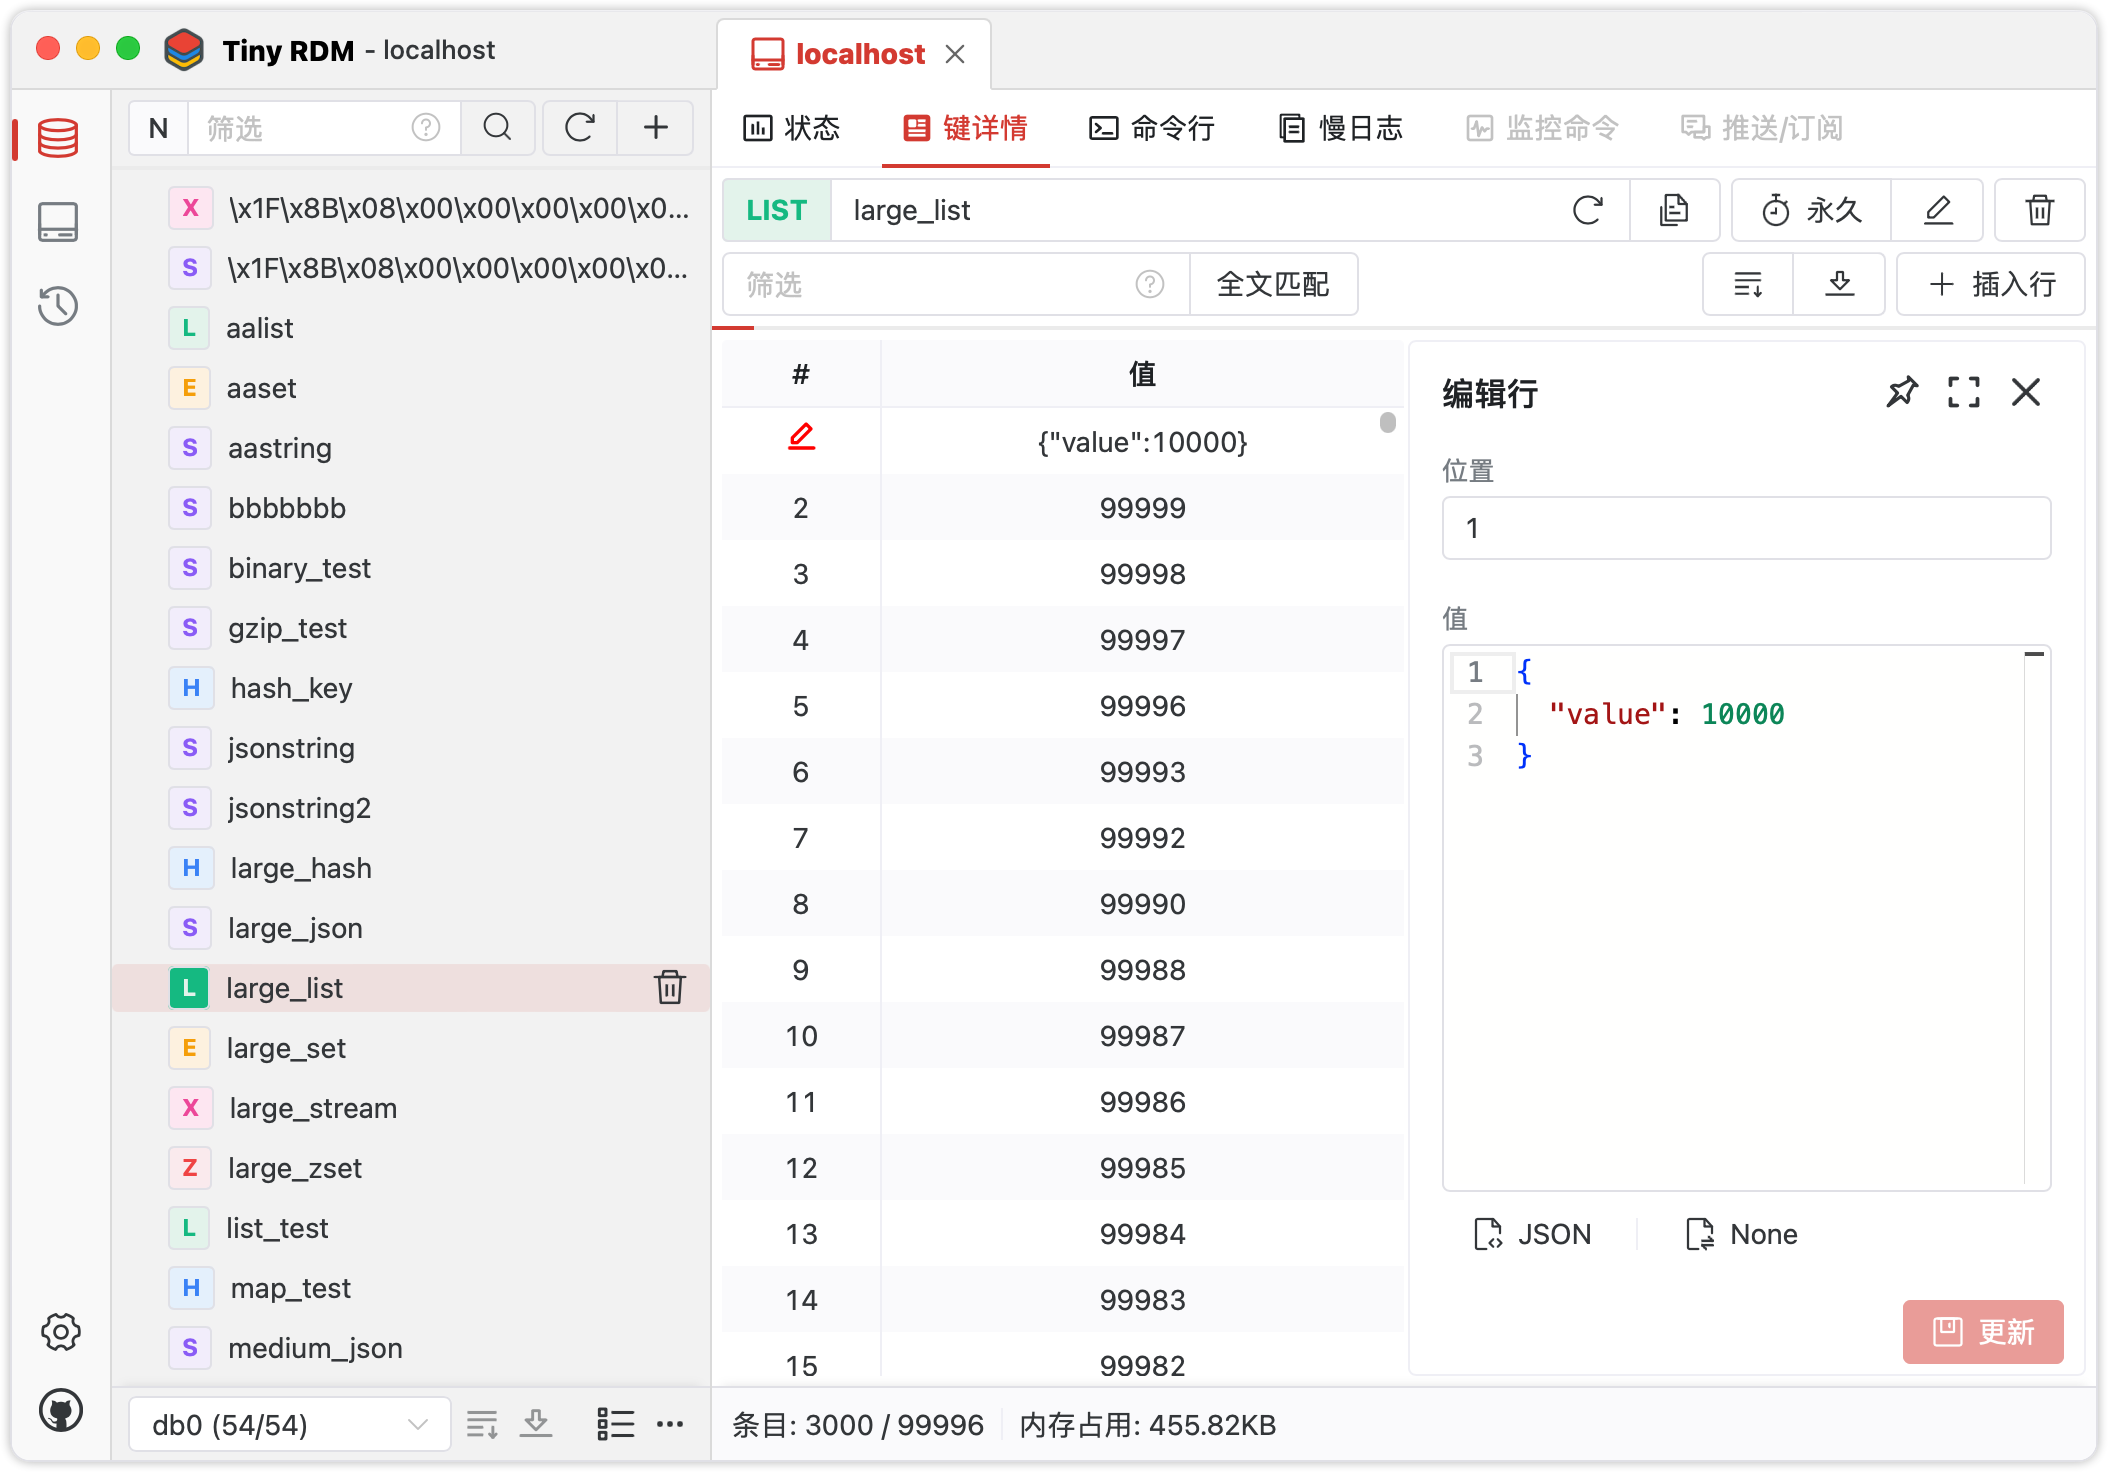 Tiny RDM - localhost
localhost
N 筛选
状态 键详情 命令行 慢日志 监控命令 推送/订阅
X \x1F\x8B\x08\x00\x00\x00\x00\x0...
S \x1F\x8B\x08\x00\x00\x00\x00\x0...
L aalist
E aaset
S aastring
S bbbbbbb
S binary_test
S gzip_test
H hash_key
S jsonstring
S jsonstring2
H large_hash
S large_json
L large_list
E large_set
X large_stream
Z large_zset
L list_test
H map_test
S medium_json
db0 (54/54)
LIST large_list 永久
筛选 全文匹配 插入行
# 值
{"value":10000}
2 99999
3 99998
4 99997
5 99996
6 99993
7 99992
8 99990
9 99988
10 99987
11 99986
12 99985
13 99984
14 99983
15 99982
编辑行
位置
1
值
1 {
2 "value": 10000
3 }
JSON None
更新
条目: 3000 / 99996 内存占用: 455.82KB